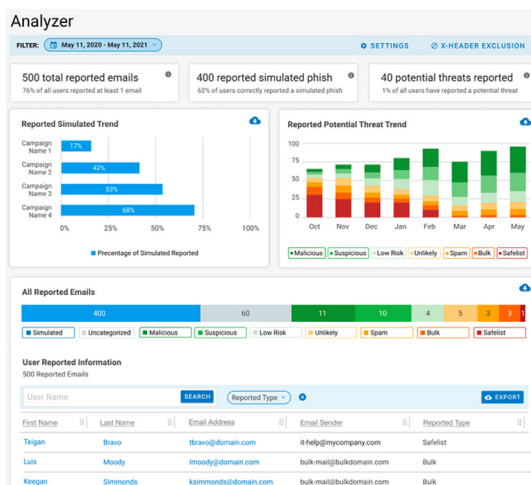 Analyzer
FILTER: May 11, 2020 - May 11, 2021
SETTINGS
X-HEADER EXCLUSION
500 total reported emails
76% of all users reported at least 1 email
400 reported simulated phish
62% of users correctly reported a simulated phish
40 potential threats reported
1% of all users have reported a potential threat
Reported Simulated Trend
Campaign Name 1
17%
Campaign Name 2
42%
Campaign Name 3
53%
Campaign Name 4
68%
0% 25% 50% 75% 100%
Precentage of Simulated Reported
Reported Potential Threat Trend
100
75
50
25
0
Oct Nov Dec Jan Feb Mar Apr May
Malicious Suspicious Low Risk Unlikely Spam Bulk Safelist
All Reported Emails
400 60 11 10 4 5 3 3 1
Simulated Uncategorized Malicious Suspicious Low Risk Unlikely Spam Bulk Safelist
User Reported Information
500 Reported Emails
User Name SEARCH Reported Type EXPORT
First Name Last Name Email Address Email Sender Reported Type
Teigan Bravo tbravo@domain.com it-help@mycompany.com Safelist
Luis Moody lmoody@domain.com bulk-mail@bulkdomain.com Bulk
Keegan Simmonds ksimmonds@domain.com bulk-mail@bulkdomain.com Bulk